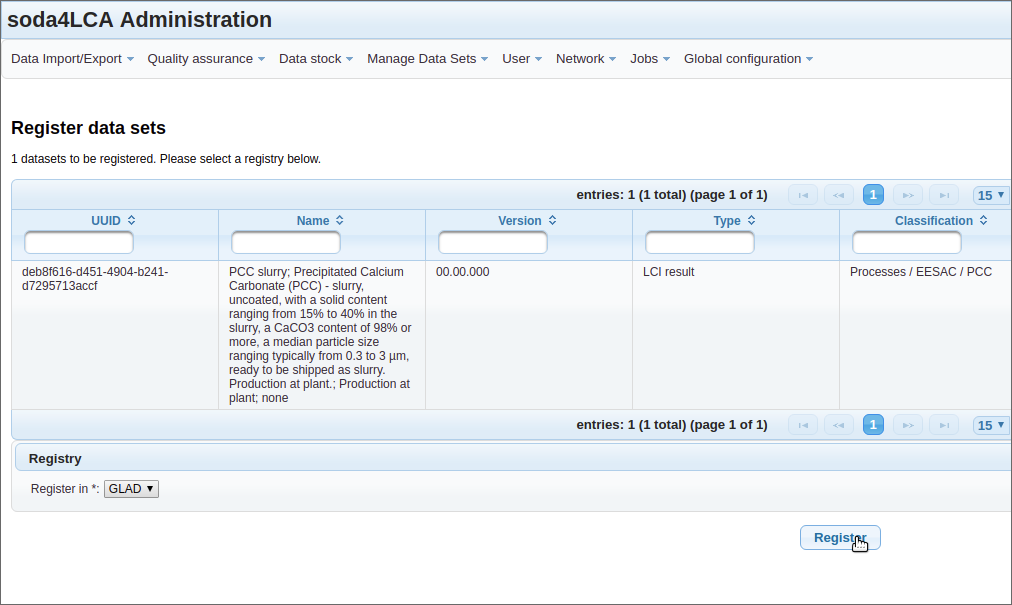 soda4LCA Administration
Data Import/Export Quality assurance Data stock Manage Data Sets User Network Jobs Global configuration
Register data sets
1 datasets to be registered. Please select a registry below.
entries: 1 (1 total) (page 1 of 1) 1 15
UUID Name Version Type Classification
deb8f616-d451-4904-b241-
d7295713accf
PCC slurry; Precipitated Calcium
Carbonate (PCC) - slurry,
uncoated, with a solid content
ranging from 15% to 40% in the
slurry, a CaCO3 content of 98% or
more, a median particle size
ranging typically from 0.3 to 3 µm,
ready to be shipped as slurry.
Production at plant.; Production at
plant; none
00.00.000
LCI result
Processes / EESAC / PCC
entries: 1 (1 total) (page 1 of 1) 1 15
Registry
Register in *: GLAD
Register